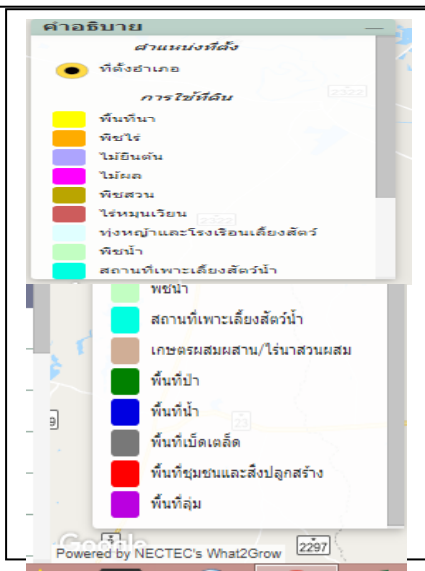 คำอธิบาย
ตำแหน่งที่ตั้ง
ที่ตั้งอำเภอ
2322
การใช้ที่ดิน
พื้นที่นา
พืชไร่
ไม้ยืนต้น
ไม้ผล
พืชสวน
ไร่หมุนเวียน
ทุ่งหญ้าและโรงเรือนเลี้ยงสัตว์
พืชน้ำ
สถานที่เพาะเลี้ยงสัตว์น้ำ
พืชน้ำ
สถานที่เพาะเลี้ยงสัตว์น้ำ
เกษตรผสมผสาน/ไร่นาสวนผสม
พื้นที่ป่า
พื้นที่น้ำ
23
พื้นที่เบ็ดเตล็ด
พื้นที่ชุมชนและสิ่งปลูกสร้าง
พื้นที่ลุ่ม
Google
2297
Powered by NECTEC's What2Grow